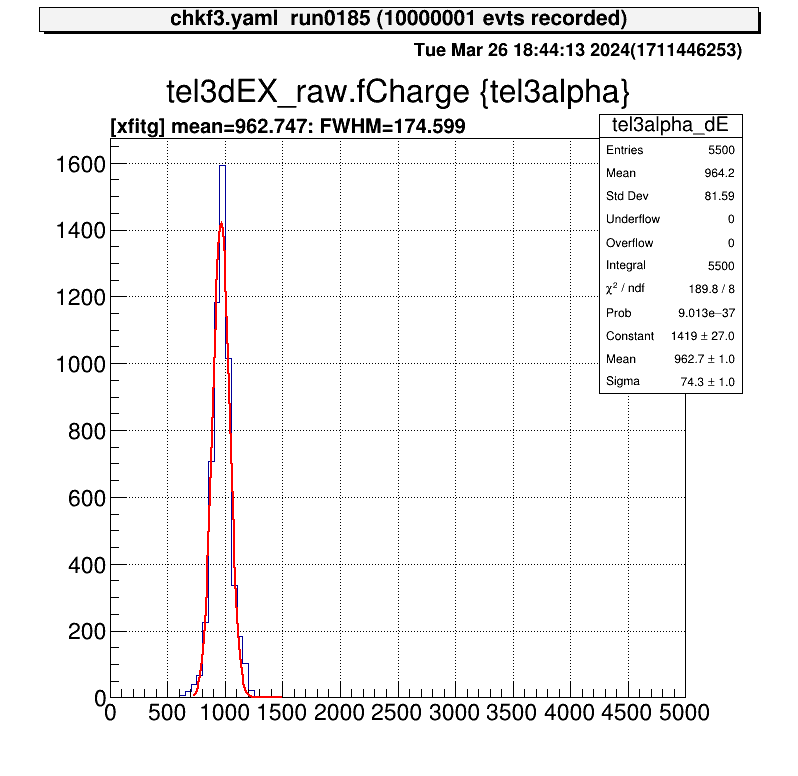 chkf3.yaml run0185 (10000001 evts recorded)
Tue Mar 26 18:44:13 2024(1711446253)
tel3dEX_raw.fCharge {tel3alpha}
[xfitg] mean=962.747: FWHM=174.599
tel3alpha_dE
Entries 5500
Mean 964.2
Std Dev 81.59
Underflow 0
Overflow 0
Integral 5500
χ² / ndf 189.8 / 8
Prob 9.013e−37
Constant 1419 ± 27.0
Mean 962.7 ± 1.0
Sigma 74.3 ± 1.0
1600
1400
1200
1000
800
600
400
200
0
0 500 1000 1500 2000 2500 3000 3500 4000 4500 5000